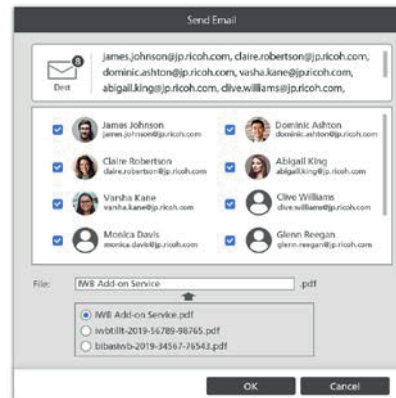 Send Email
8
james.johnson@jp.ricoh.com, claire.robertson@jp.ricoh.com,
dominic.ashton@jp.ricoh.com, vasha.kane@jp.ricoh.com,
Dest
abigail.king@jp.ricoh.com, clive.williams@jp.ricoh.com,
James Johnson
james.johnson@jp.ricoh.com
Dominic Ashton
dominic.ashton@jp.ricoh.com
Claire Robertson
claire.robertson@jp.ricoh.com
Abigail King
abigail.king@jp.ricoh.com
Varsha Kane
varsha.kane@jp.ricoh.com
Clive Williams
clive.williams@jp.ricoh.com
Monica Davis
monica.davis@jp.ricoh.com
Glenn Reegan
glenn.reegan@jp.ricoh.com
File:
IWB Add-on Service
.pdf
IWB Add-on Service.pdf
iwbtillt-2019-56789-98765.pdf
bibasiwb-2019-34567-76543.pdf
OK
Cancel